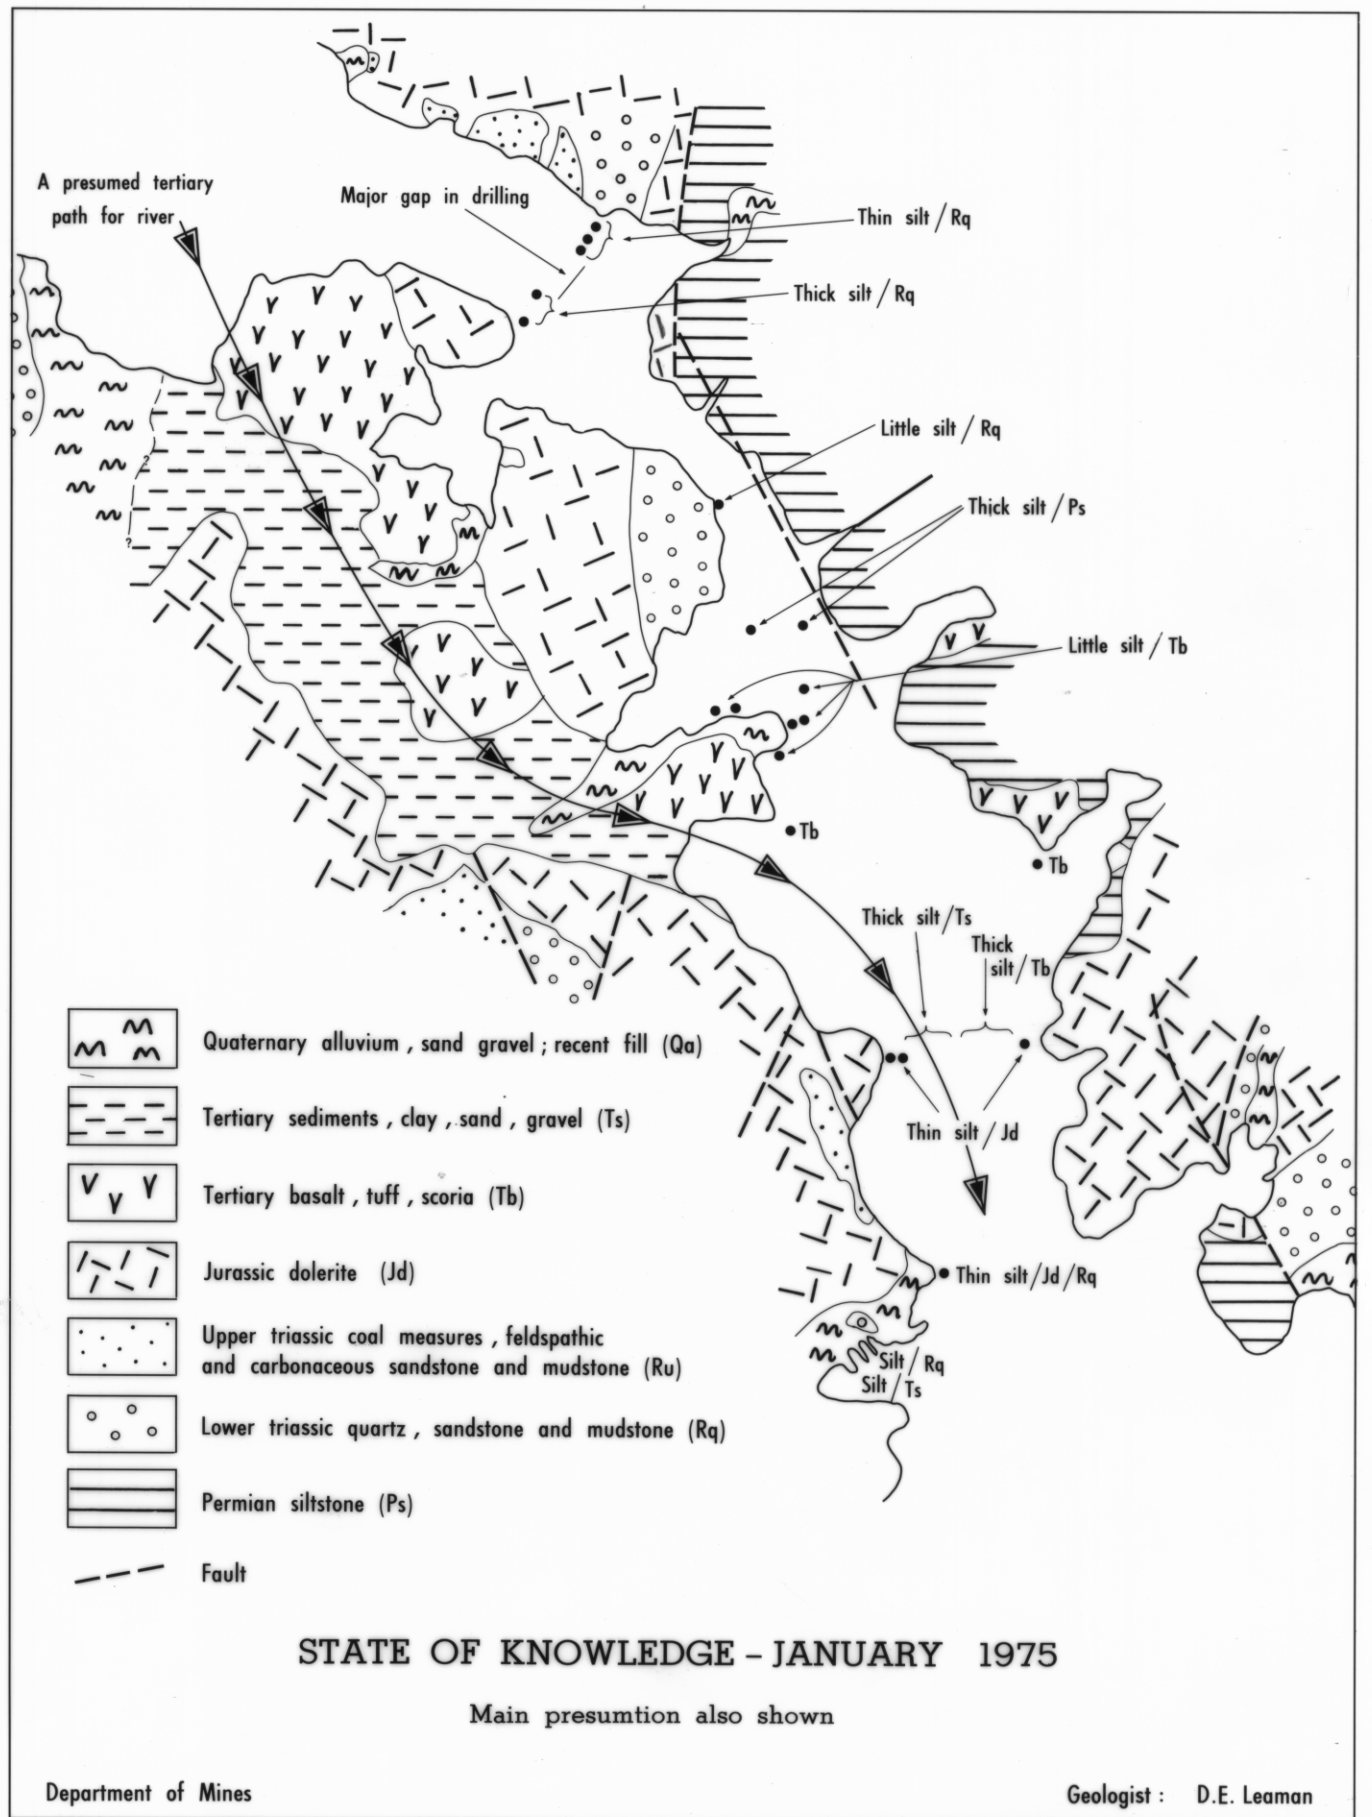 A presumed tertiary
path for river
Major gap in drilling
Thin silt/Rq
Thick silt/Rq
Little silt/Rq
Thick silt/Ps
Little silt/Tb
?
?
Tb
Tb
Thick silt/Ts
Thick
silt/Tb
Thin silt/Jd
Thin silt/Jd/Rq
Silt/Rq
Silt/Ts
Quaternary alluvium, sand gravel; recent fill (Qa)
Tertiary sediments, clay, sand, gravel (Ts)
Tertiary basalt, tuff, scoria (Tb)
Jurassic dolerite (Jd)
Upper triassic coal measures, feldspathic
and carbonaceous sandstone and mudstone (Ru)
Lower triassic quartz, sandstone and mudstone (Rq)
Permian siltstone (Ps)
Fault
STATE OF KNOWLEDGE – JANUARY 1975
Main presumtion also shown
Department of Mines
Geologist: D.E. Leaman